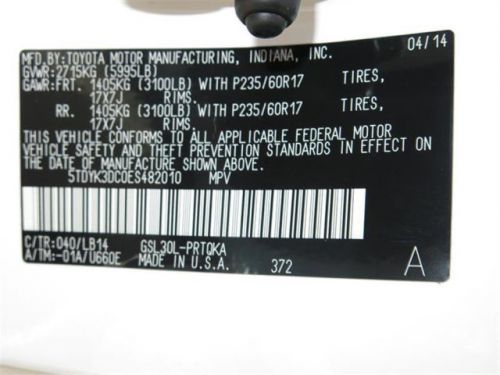 MFD.BY:TOYOTA MOTOR MANUFACTURING, INDIANA, INC. 04/14
GVWR:2715KG (5995LB)
GAWR:FRT. 1405KG (3100LB) WITH P235/60R17 TIRES,
17X7J RIMS.
RR. 1405KG (3100LB) WITH P235/60R17 TIRES,
17X7J RIMS.
THIS VEHICLE CONFORMS TO ALL APPLICABLE FEDERAL MOTOR
VEHICLE SAFETY AND THEFT PREVENTION STANDARDS IN EFFECT ON THE
DATE OF MANUFACTURE SHOWN ABOVE.
5TDYK3DC0ES482010 MPV
C/TR:040/LB14 GSL30L-PRTQKA
A/TM:-01A/U660E MADE IN U.S.A. 372 A